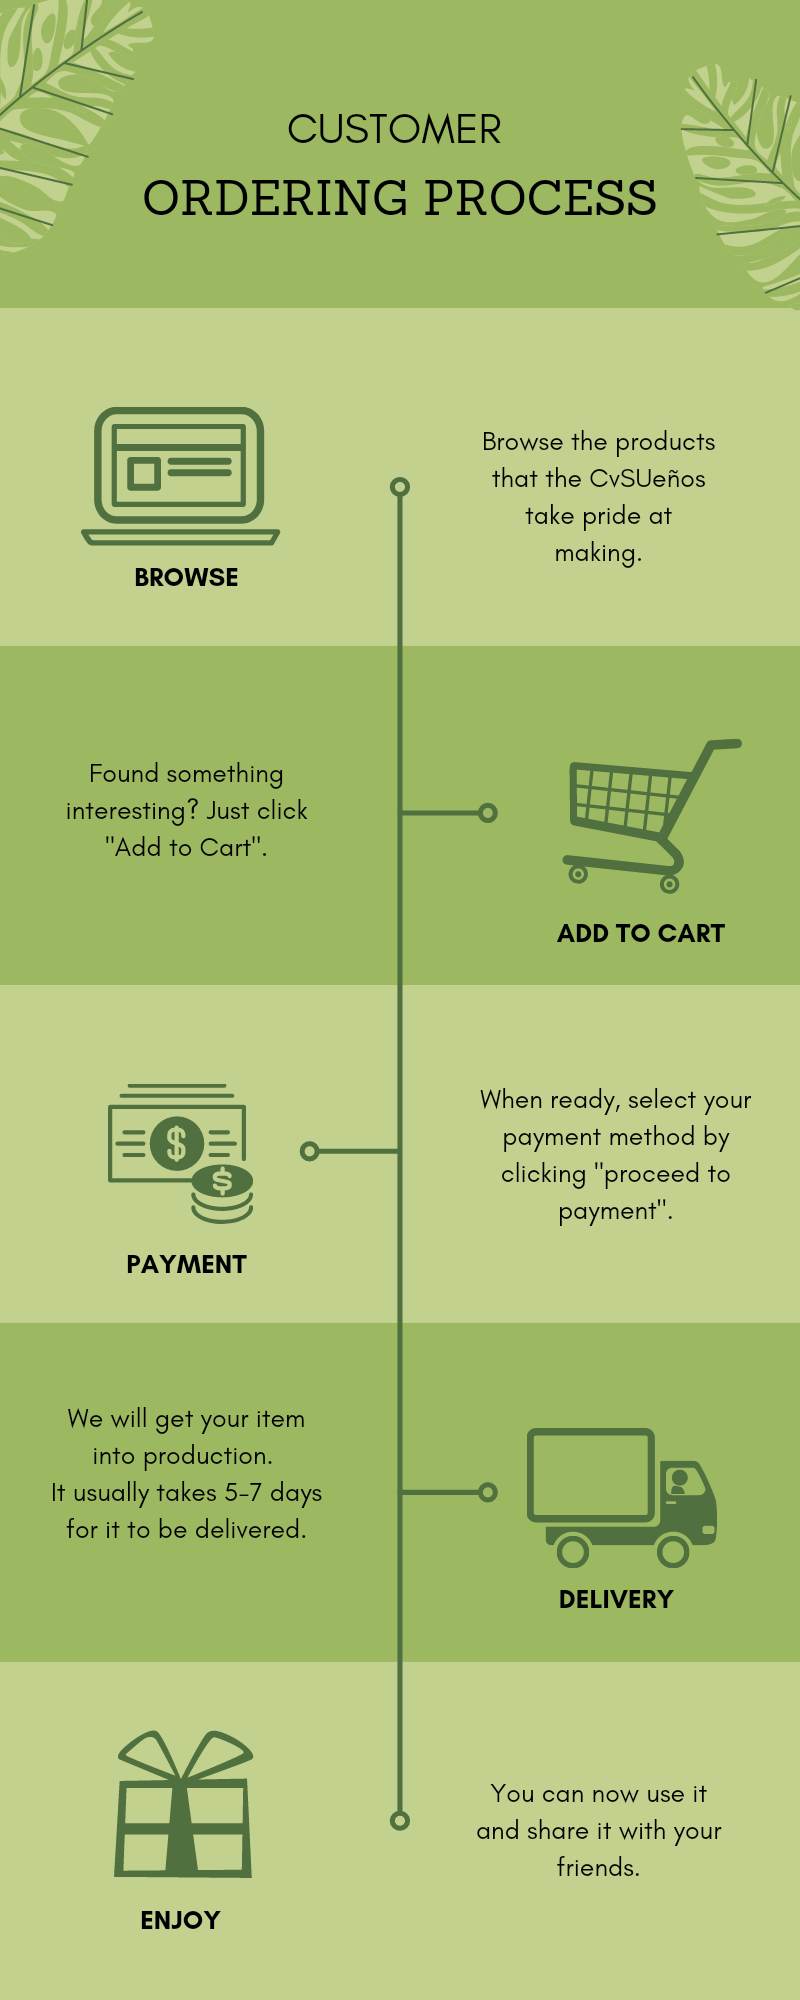 CUSTOMER
ORDERING PROCESS
BROWSE
Browse the products
that the CvSUeños
take pride at
making.
Found something
interesting? Just click
"Add to Cart".
ADD TO CART
$
$
PAYMENT
When ready, select your
payment method by
clicking "proceed to
payment".
We will get your item
into production.
It usually takes 5-7 days
for it to be delivered.
DELIVERY
ENJOY
You can now use it
and share it with your
friends.